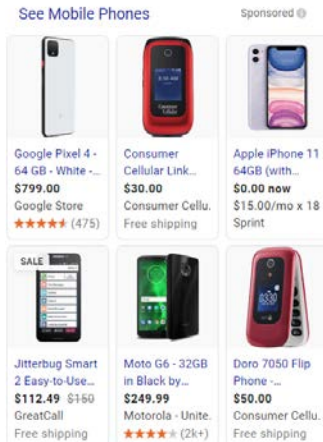 See Mobile Phones
Sponsored
Google Pixel 4 -
64 GB - White -...
$799.00
Google Store
(475)
Consumer
Cellular Link...
$30.00
Consumer Cellu.
Free shipping
Apple iPhone 11
64GB (with...
$0.00 now
$15.00/mo x 18
Sprint
SALE
Jitterbug Smart
2 Easy-to-Use...
$112.49 $150
GreatCall
Free shipping
Moto G6 - 32GB
in Black by...
$249.99
Motorola - Unite.
(2k+)
Doro 7050 Flip
Phone -...
$50.00
Consumer Cellu.
Free shipping